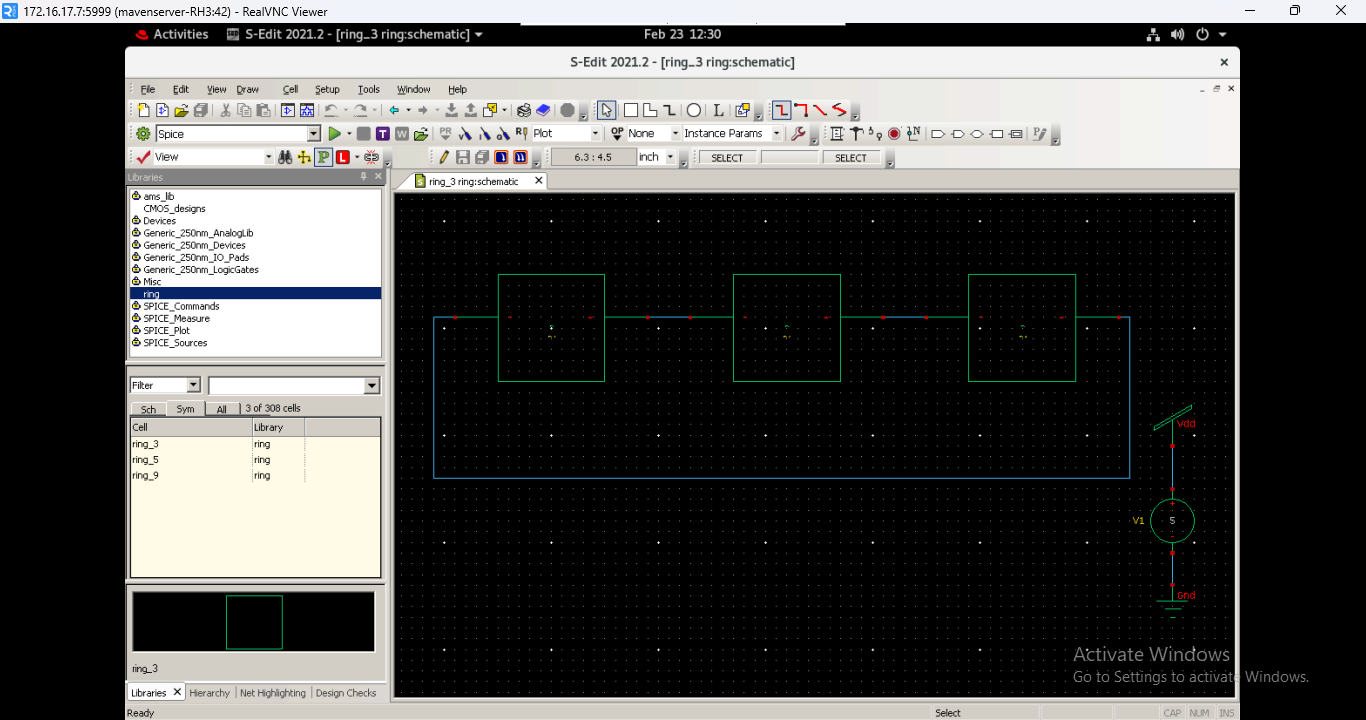 172.16.17.7:5999 (mavenserver-RH3:42) - RealVNC Viewer
Activities S-Edit 2021.2 - [ring_3 ring:schematic] Feb 23 12:30
S-Edit 2021.2 - [ring_3 ring:schematic]
File Edit View Draw Cell Setup Tools Window Help
Spice T W PR Plot OP None Instance Params
View P L 6.3 : 4.5 inch SELECT SELECT
Libraries
ring_3 ring:schematic
ams_lib
CMOS_designs
Devices
Generic_250nm_AnalogLib
Generic_250nm_Devices
Generic_250nm_IO_Pads
Generic_250nm_LogicGates
Misc
ring
SPICE_Commands
SPICE_Measure
SPICE_Plot
SPICE_Sources
Filter
Sch Sym All 3 of 308 cells
Cell Library
ring_3 ring
ring_5 ring
ring_9 ring
ring_3
Vdd
V1 5
Gnd
Activate Windows
Go to Settings to activate Windows.
Libraries Hierarchy Net Highlighting Design Checks
Ready Select CAP NUM INS